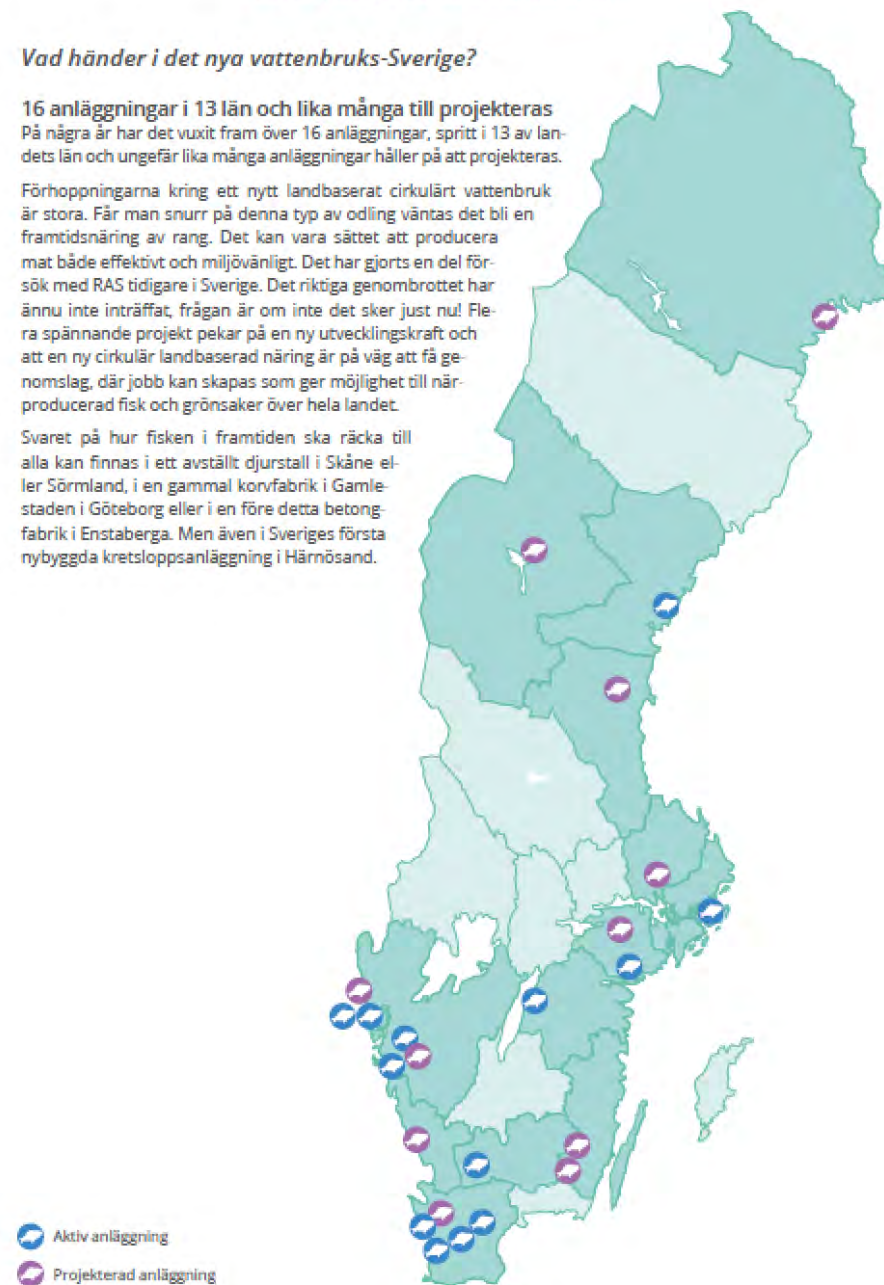 Vad händer i det nya vattenbruks-Sverige?
16 anläggningar i 13 län och lika många till projekteras
På några år har det vuxit fram över 16 anläggningar, spritt i 13 av lan-
dets län och ungefär lika många anläggningar håller på att projekteras.
Förhoppningarna kring ett nytt landbaserat cirkulärt vattenbruk
är stora. Får man snurr på denna typ av odling väntas det bli en
framtidsnäring av rang. Det kan vara sättet att producera
mat både effektivt och miljövänligt. Det har gjorts en del för-
sök med RAS tidigare i Sverige. Det riktiga genombrottet har
ännu inte inträffat, frågan är om inte det sker just nu! Fle-
ra spännande projekt pekar på en ny utvecklingskraft och
att en ny cirkulär landbaserad näring är på väg att få ge-
nomslag, där jobb kan skapas som ger möjlighet till när-
producerad fisk och grönsaker över hela landet.
Svaret på hur fisken i framtiden ska räcka till
alla kan finnas i ett avställt djurstall i Skåne el-
ler Sörmland, i en gammal korvfabrik i Gamle-
staden i Göteborg eller i en före detta betong-
fabrik i Enstaberga. Men även i Sveriges första
nybyggda kretsloppsanläggning i Härnösand.
Aktiv anläggning
Projekterad anläggning